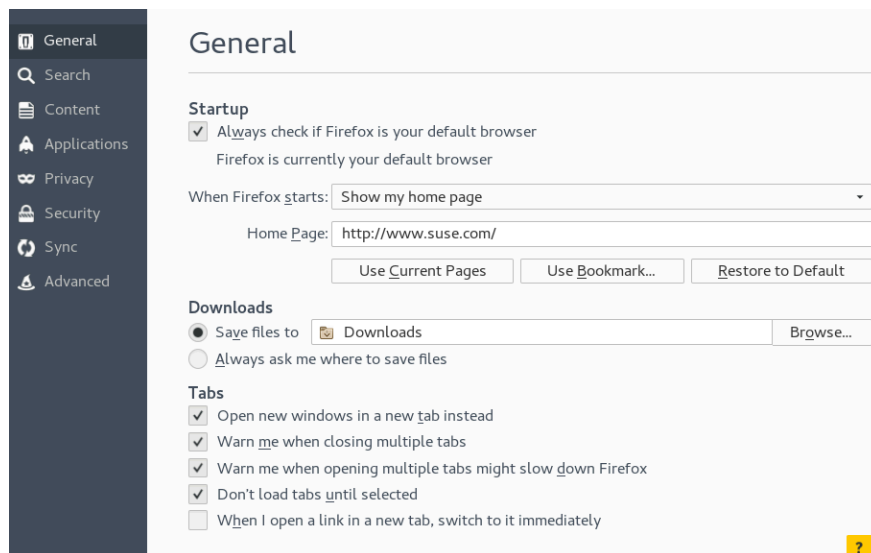 General
Search
Content
Applications
Privacy
Security
Sync
Advanced
General
Startup
Always check if Firefox is your default browser
Firefox is currently your default browser
When Firefox starts: Show my home page
Home Page: http://www.suse.com/
Use Current Pages Use Bookmark... Restore to Default
Downloads
Save files to Downloads Browse...
Always ask me where to save files
Tabs
Open new windows in a new tab instead
Warn me when closing multiple tabs
Warn me when opening multiple tabs might slow down Firefox
Don't load tabs until selected
When I open a link in a new tab, switch to it immediately
?